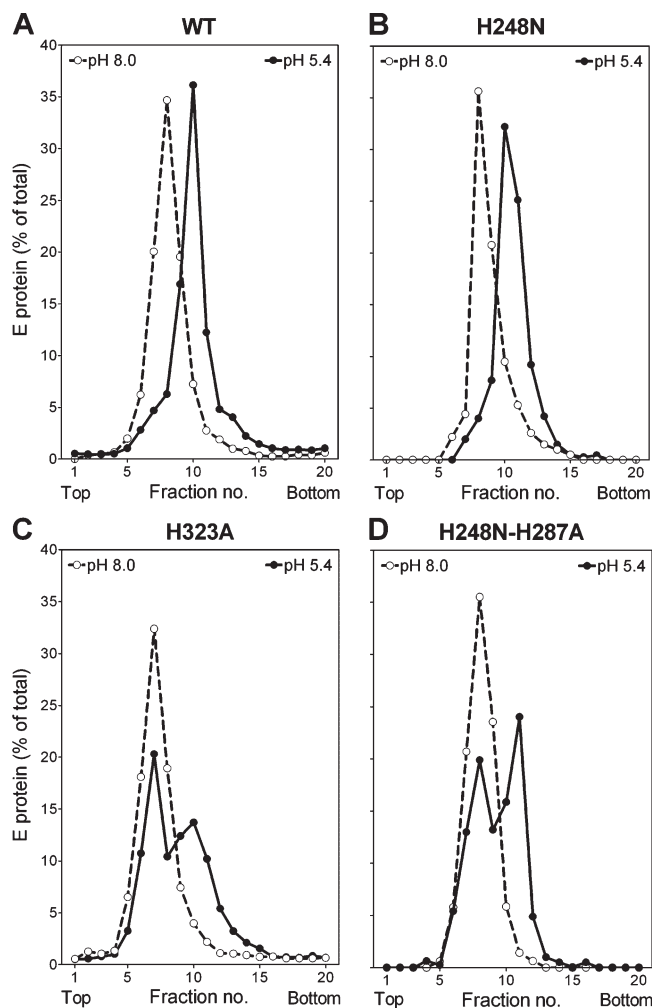 A WT
B H248N
pH 8.0 pH 5.4
pH 8.0 pH 5.4
E protein (% of total)
40
35
30
25
20
15
10
5
0
1 5 10 15 20
Top Fraction no. Bottom
1 5 10 15 20
Top Fraction no. Bottom
C H323A
D H248N-H287A
pH 8.0 pH 5.4
pH 8.0 pH 5.4
E protein (% of total)
40
35
30
25
20
15
10
5
0
1 5 10 15 20
Top Fraction no. Bottom
1 5 10 15 20
Top Fraction no. Bottom